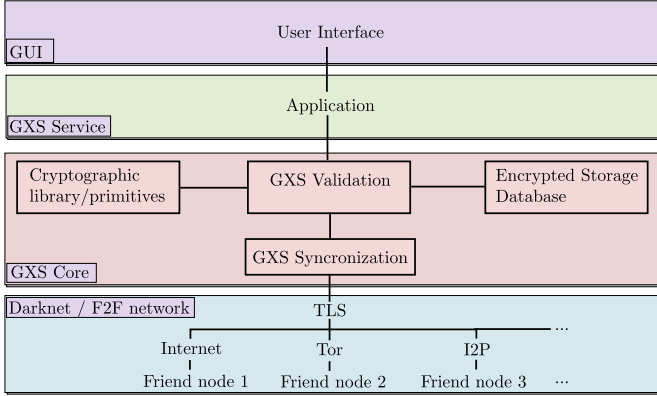 User Interface
GUI
Application
GXS Service
Cryptographic
library/primitives
GXS Validation
Encrypted Storage
Database
GXS Syncronization
GXS Core
Darknet / F2F network
TLS
...
Internet
Tor
I2P
Friend node 1
Friend node 2
Friend node 3
...